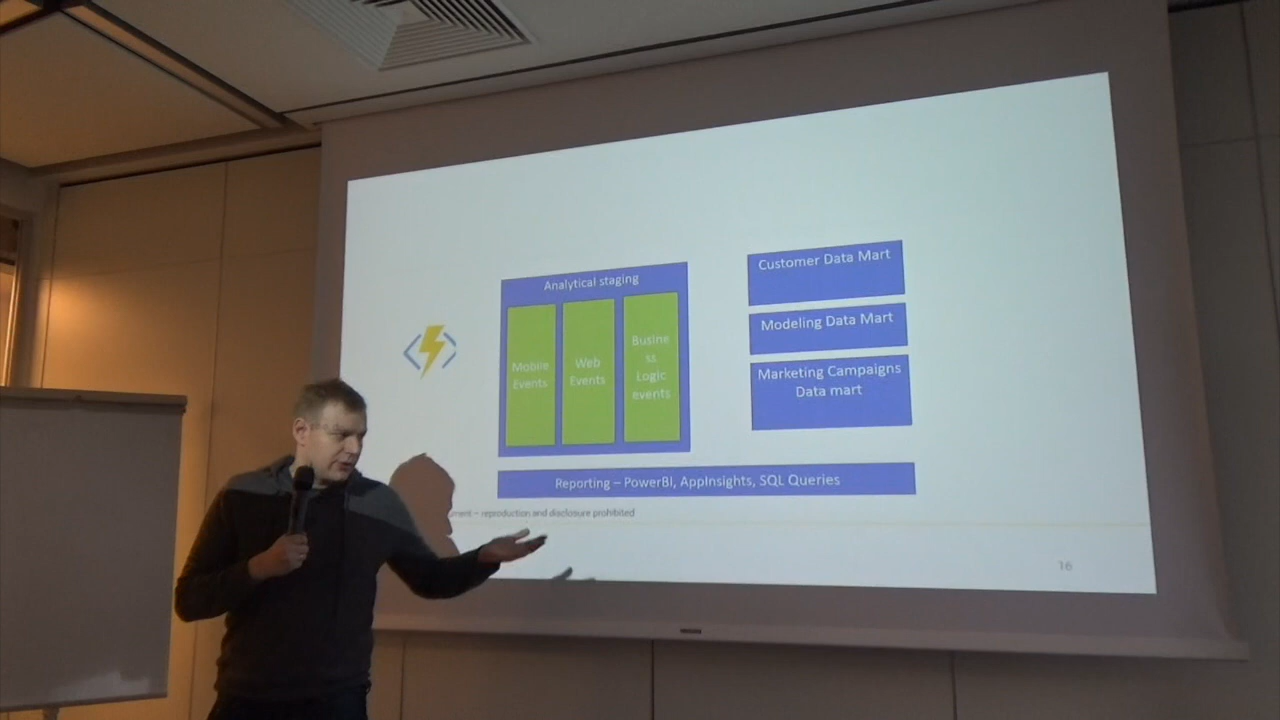 Analytical staging
Mobile
Events
Web
Events
Busine
ss
Logic
events
Customer Data Mart
Modeling Data Mart
Marketing Campaigns
Data mart
Reporting – PowerBI, AppInsights, SQL Queries
– reproduction and disclosure prohibited
16